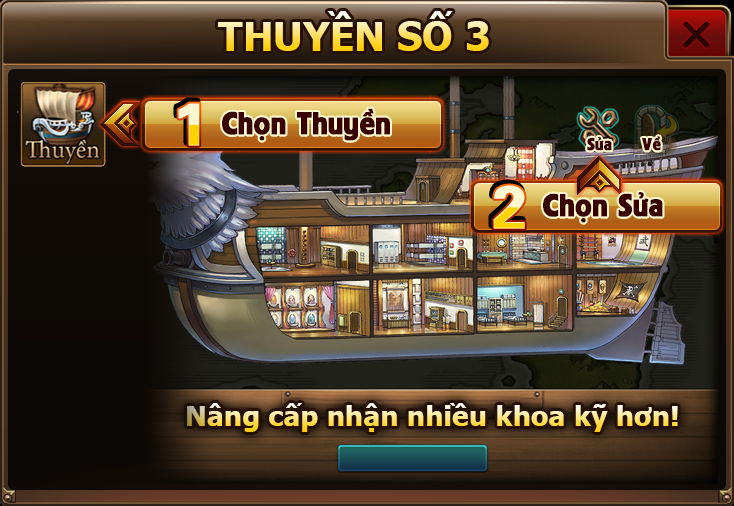 THUYỀN SỐ 3
Thuyền
1 Chọn Thuyền
Sửa Về
2 Chọn Sửa
Nâng cấp nhận nhiều khoa kỹ hơn!